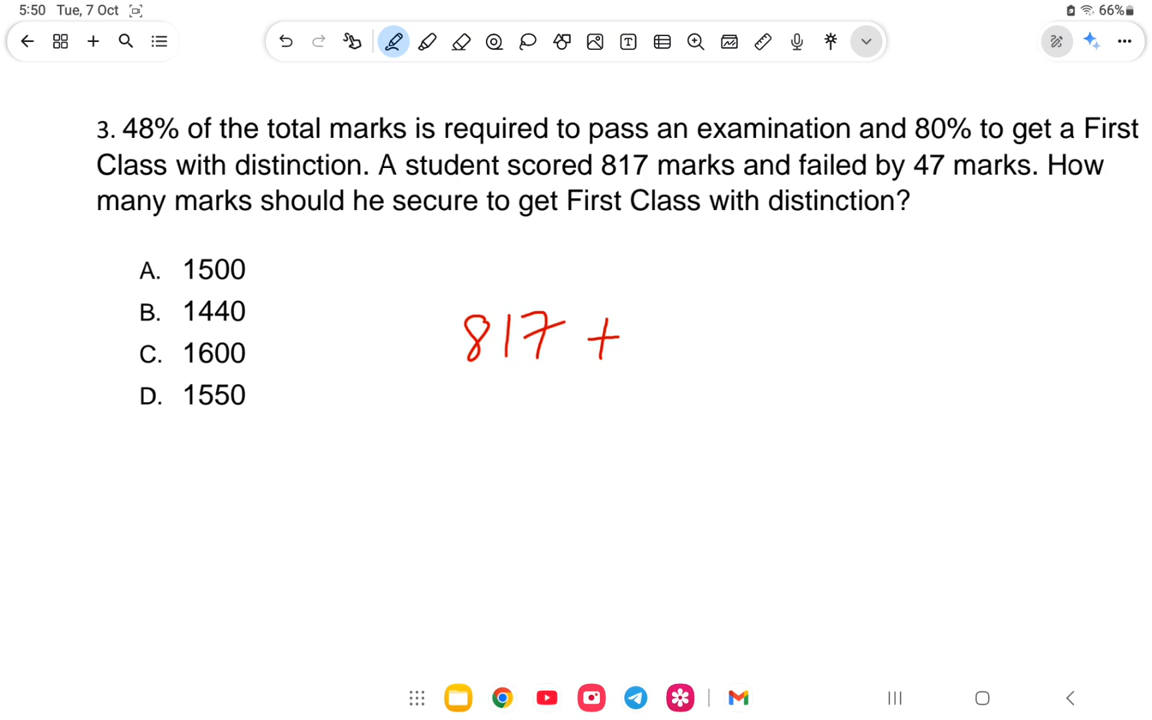 5:50 Tue, 7 Oct 66%
3. 48% of the total marks is required to pass an examination and 80% to get a First
Class with distinction. A student scored 817 marks and failed by 47 marks. How
many marks should he secure to get First Class with distinction?
A. 1500
B. 1440
C. 1600
D. 1550
817 +